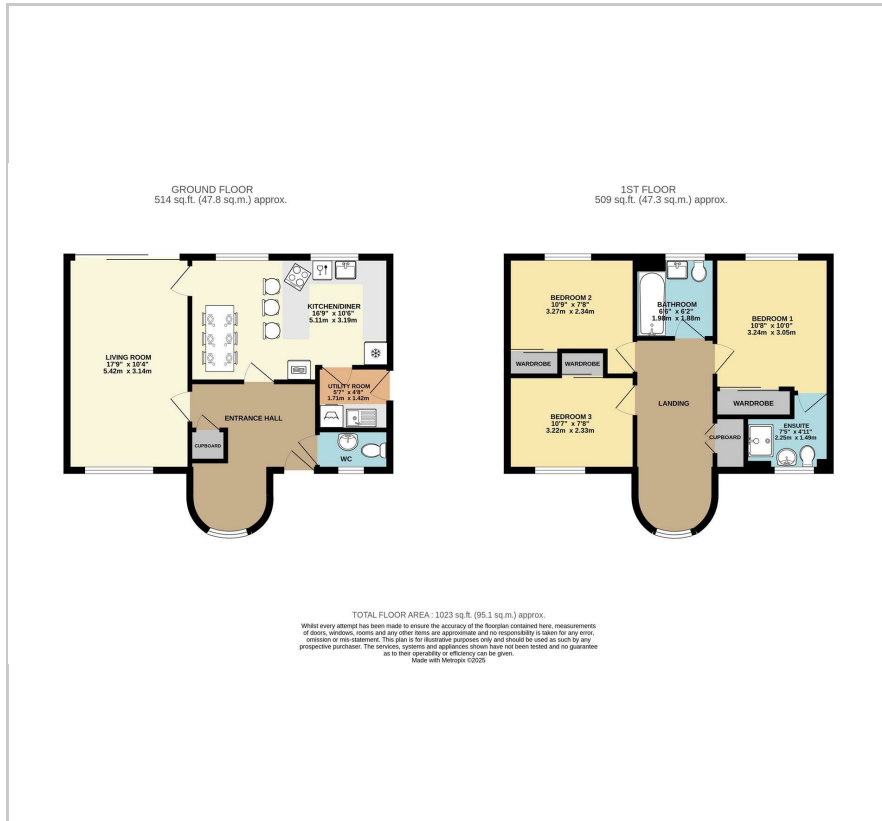 GROUND FLOOR
514 sq.ft. (47.8 sq.m.) approx.
LIVING ROOM
17'9" x 10'4"
5.42m x 3.14m
KITCHEN/DINER
16'9" x 10'6"
5.11m x 3.19m
UTILITY ROOM
5'7" x 4'8"
1.71m x 1.42m
ENTRANCE HALL
CUPBOARD
WC
1ST FLOOR
509 sq.ft. (47.3 sq.m.) approx.
BEDROOM 2
10'9" x 7'8"
3.27m x 2.34m
BATHROOM
6'6" x 6'2"
1.98m x 1.88m
BEDROOM 1
10'8" x 10'0"
3.24m x 3.05m
WARDROBE
WARDROBE
WARDROBE
BEDROOM 3
10'7" x 7'8"
3.22m x 2.33m
LANDING
CUPBOARD
ENSUITE
7'5" x 4'11"
2.25m x 1.49m
TOTAL FLOOR AREA : 1023 sq.ft. (95.1 sq.m.) approx.
Whilst every attempt has been made to ensure the accuracy of the floorplan contained here, measurements
of doors, windows, rooms and any other items are approximate and no responsibility is taken for any error,
omission or mis-statement. This plan is for illustrative purposes only and should be used as such by any
prospective purchaser. The services, systems and appliances shown have not been tested and no guarantee
as to their operability or efficiency can be given.
Made with Metropix ©2025